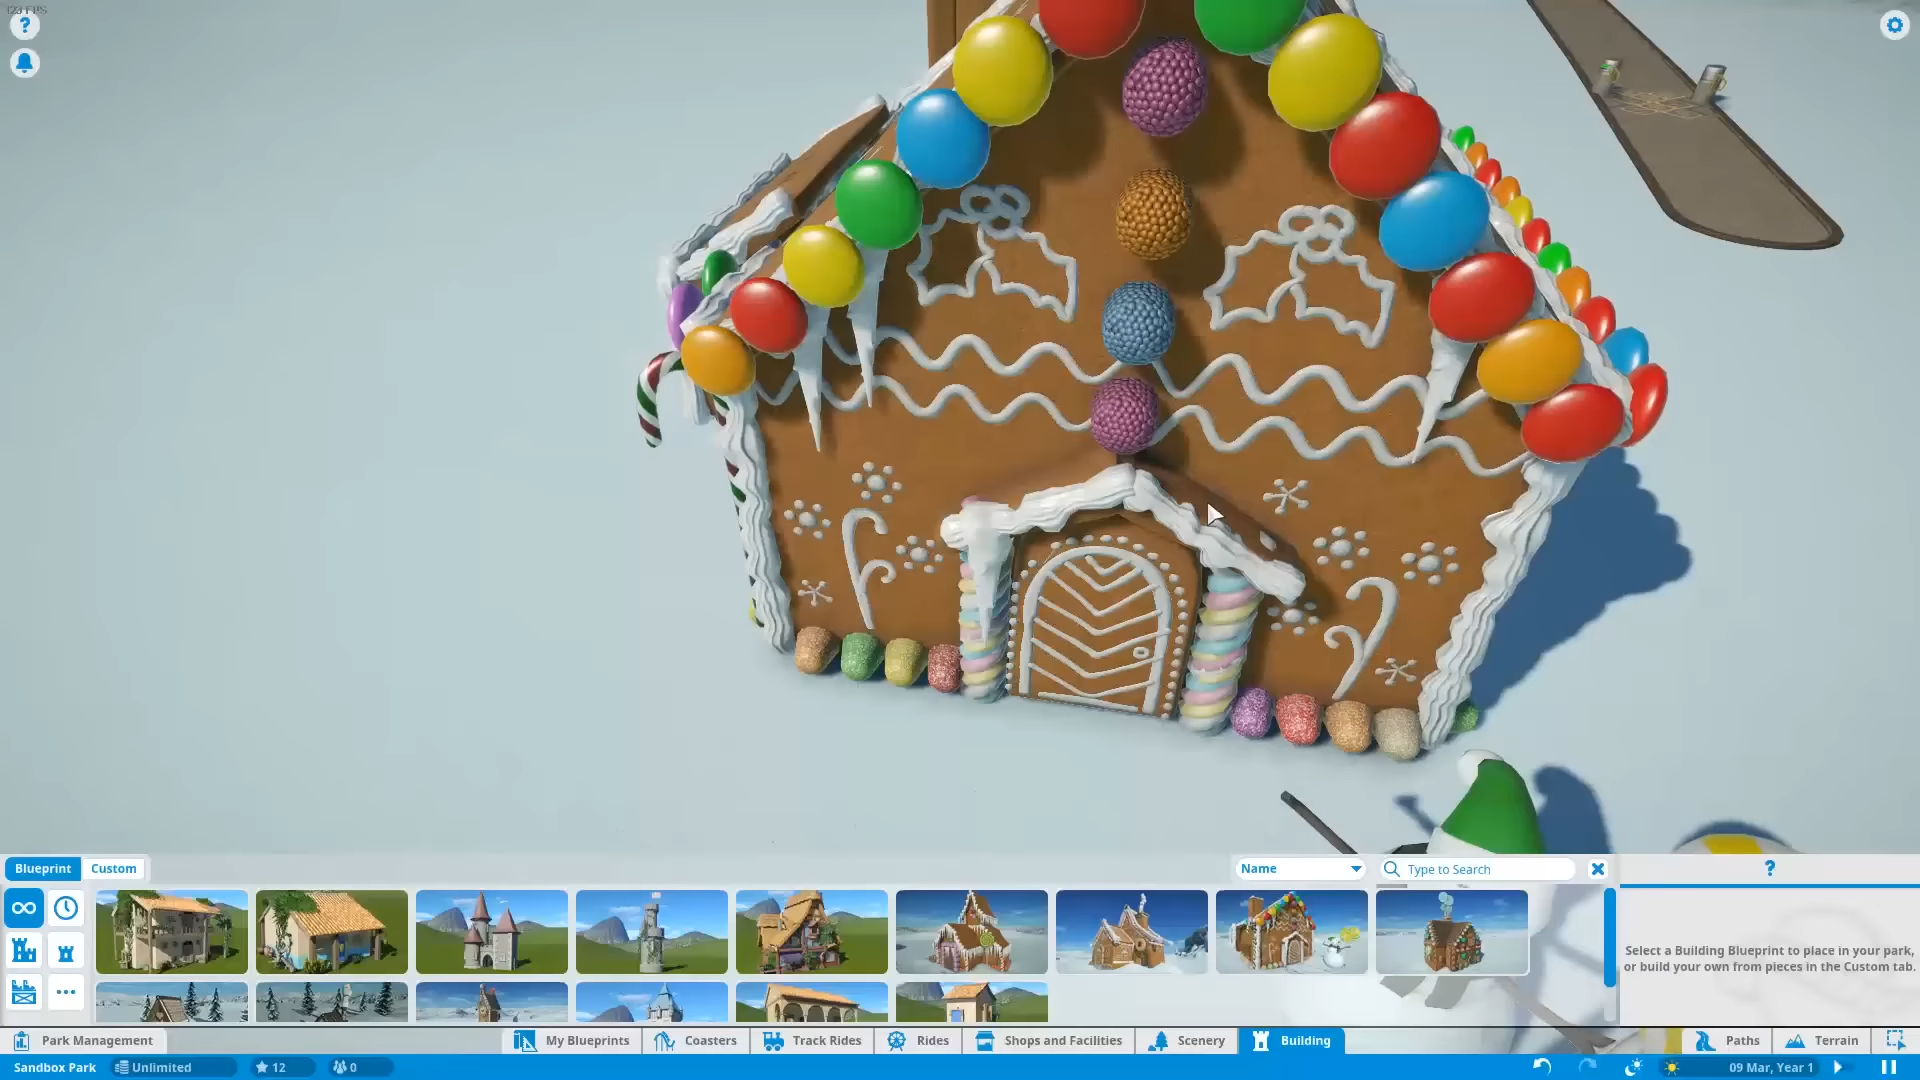 123 FPS
?
Blueprint
Custom
Name
Type to Search
?
Select a Building Blueprint to place in your park,
or build your own from pieces in the Custom tab.
Park Management
My Blueprints
Coasters
Track Rides
Rides
Shops and Facilities
Scenery
Building
Paths
Terrain
Sandbox Park
Unlimited
12
0
09 Mar, Year 1